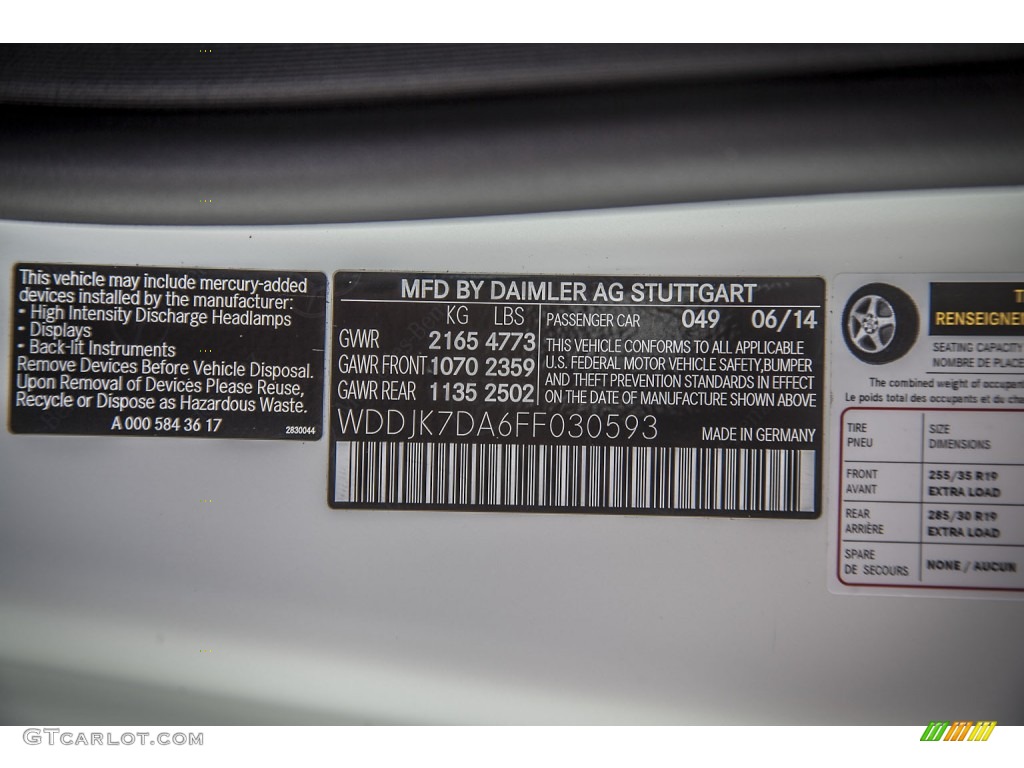 This vehicle may include mercury-added
devices installed by the manufacturer:
• High Intensity Discharge Headlamps
• Displays
• Back-lit Instruments
Remove Devices Before Vehicle Disposal.
Upon Removal of Devices Please Reuse,
Recycle or Dispose as Hazardous Waste.
A 000 584 36 17
2830044
MFD BY DAIMLER AG STUTTGART
KG LBS
GVWR 2165 4773
GAWR FRONT 1070 2359
GAWR REAR 1135 2502
PASSENGER CAR 049 06/14
THIS VEHICLE CONFORMS TO ALL APPLICABLE
U.S. FEDERAL MOTOR VEHICLE SAFETY, BUMPER
AND THEFT PREVENTION STANDARDS IN EFFECT
ON THE DATE OF MANUFACTURE SHOWN ABOVE
WDDJK7DA6FF030593
MADE IN GERMANY
SEATING CAPACITY
NOMBRE DE PLACE
The combined weight of
Le poids total des occupants et du
TIRE SIZE
PNEU DIMENSIONS
FRONT 255/35 R19
AVANT EXTRA LOAD
REAR 285/30 R19
ARRIÈRE EXTRA LOAD
SPARE
DE SECOURS NONE / AUCUN
GTCarlot.com